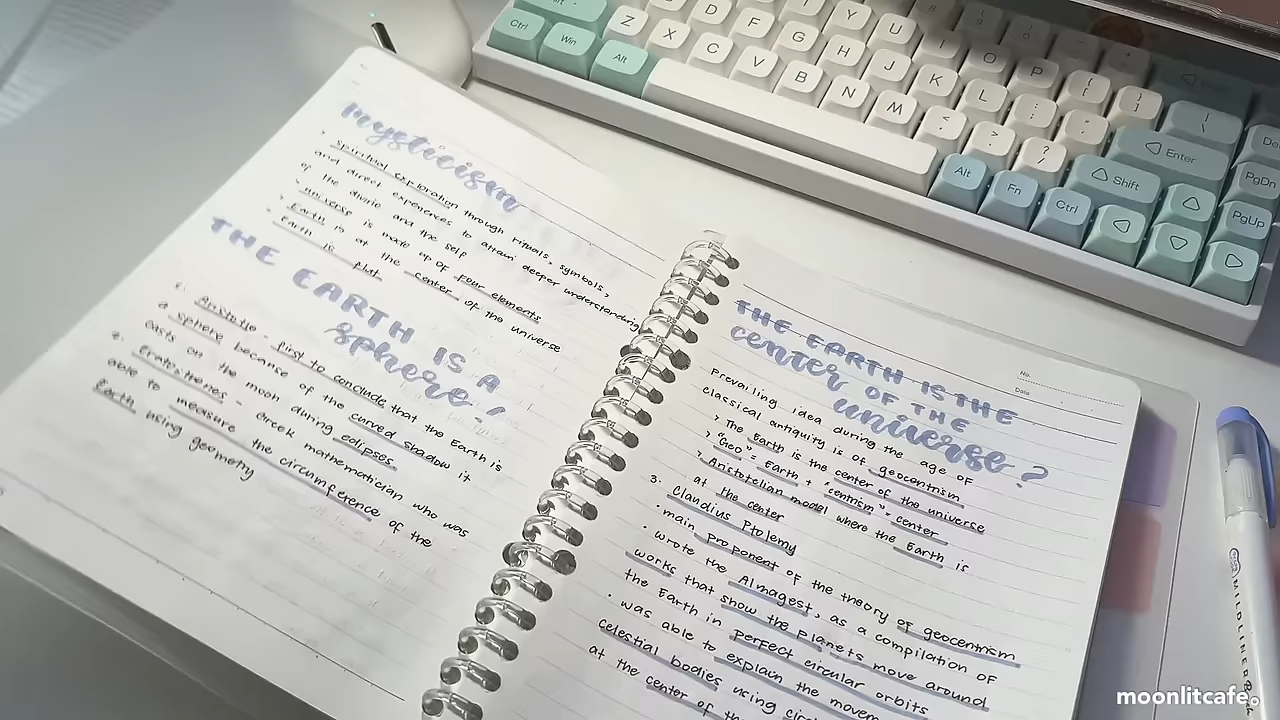 mysticism
> spiritual exploration through rituals, symbols,
and direct experiences to attain deeper understanding
of the divine and the self
> universe is made up of four elements
> Earth is at the center of the universe
> Earth is flat
THE EARTH IS A
sphere!
1. Aristotle - first to conclude that the Earth is
a sphere because of the curved shadow it
casts on the moon during eclipses.
2. Eratosthenes - Greek mathematician who was
able to measure the circumference of the
Earth using geometry
No.
Date
THE EARTH IS THE
center OF THE
universe?
Prevailing idea during the age of
classical antiquity is of geocentrism
> The Earth is the center of the universe
> "Geo" = Earth + "centrism" = center
> Aristotelian model where the Earth is
at the center
3. Claudius Ptolemy
• main proponent of the theory of geocentrism
• wrote the Almagest, as a compilation of
works that show the planets move around
the Earth in perfect circular orbits
• was able to explain the
celestial bodies using
at the center of the
Ctrl Win Alt
Z X C V B N M < > ?
D F G H J K L : "
Y U I O P { }
Alt Fn Ctrl
Enter
Shift
PgDn
PgUp
MILDLINER
moonlitcafe.